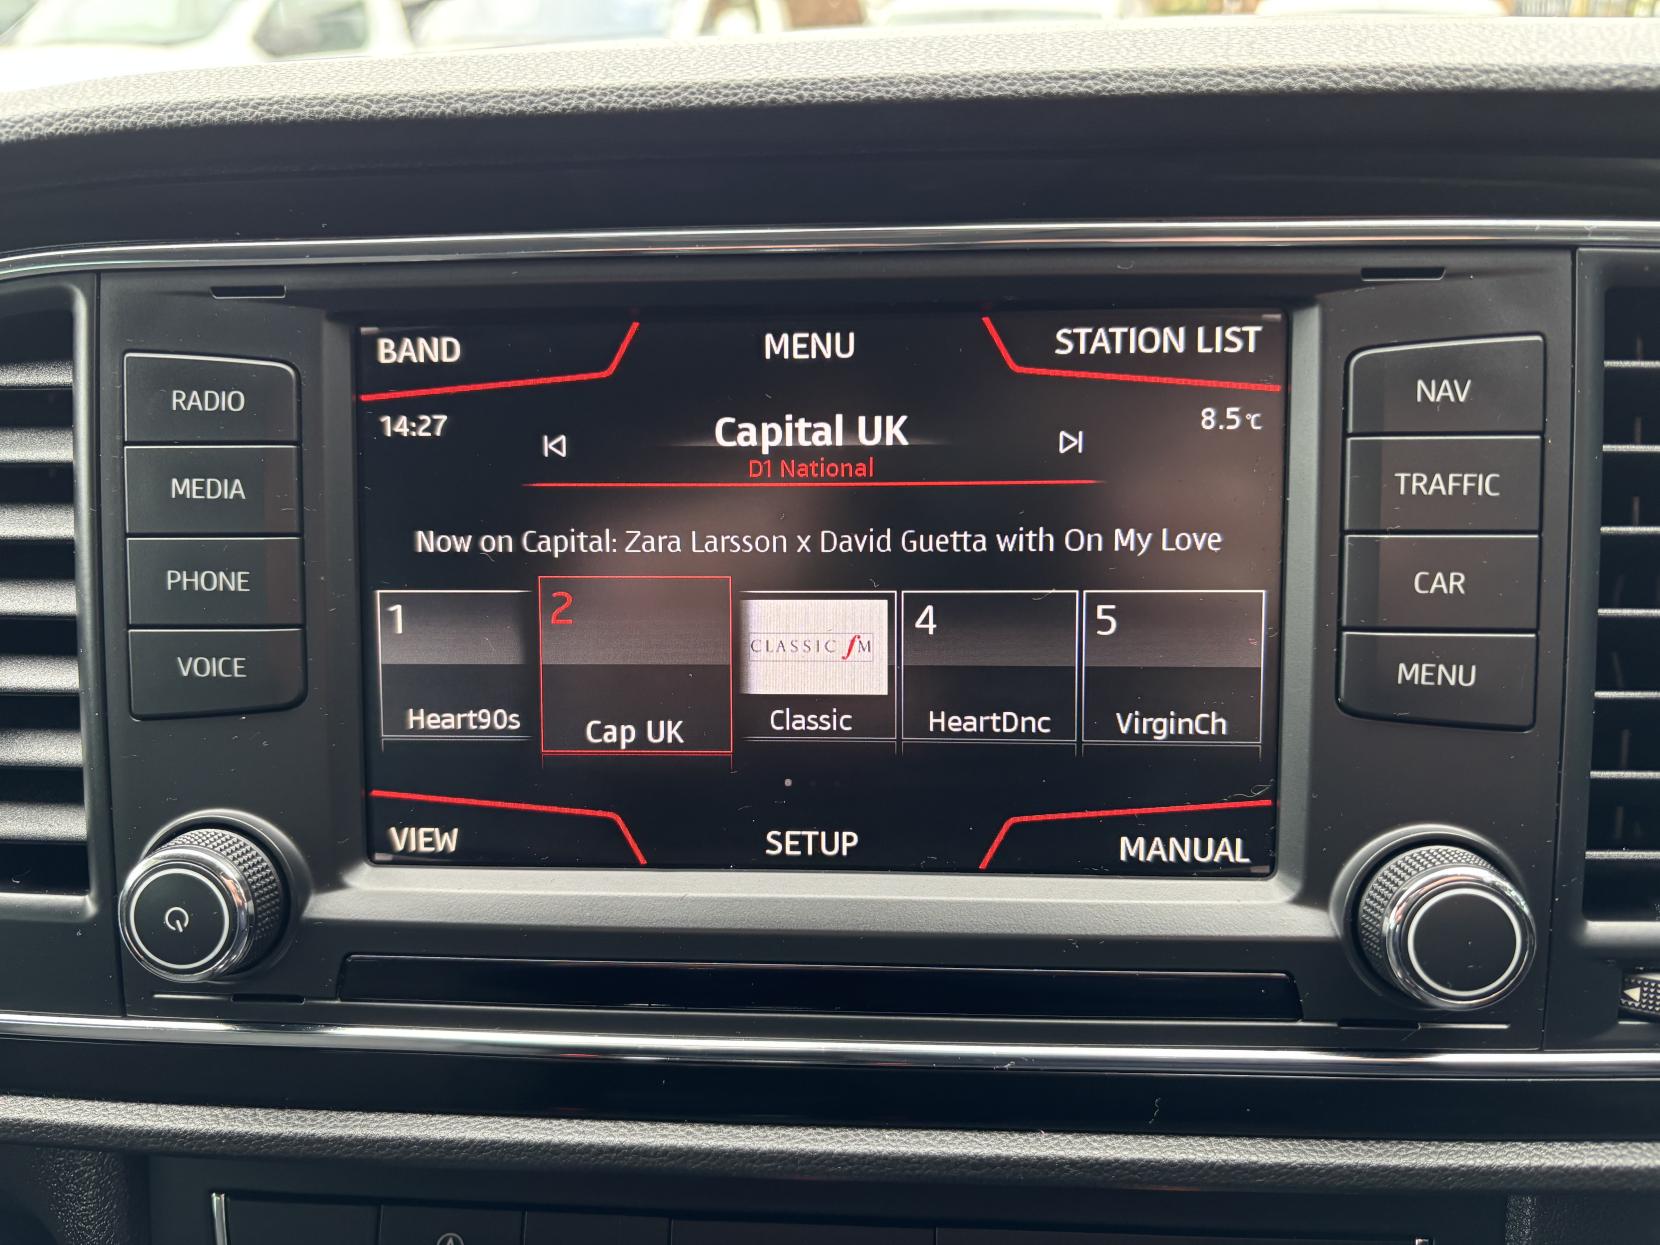 BAND
MENU
STATION LIST
14:27
Capital UK
8.5°C
D1 National
Now on Capital: Zara Larsson x David Guetta with On My Love
1
2
CLASSIC fM
4
5
Heart90s
Cap UK
Classic
HeartDnc
VirginCh
VIEW
SETUP
MANUAL
RADIO
MEDIA
PHONE
VOICE
NAV
TRAFFIC
CAR
MENU